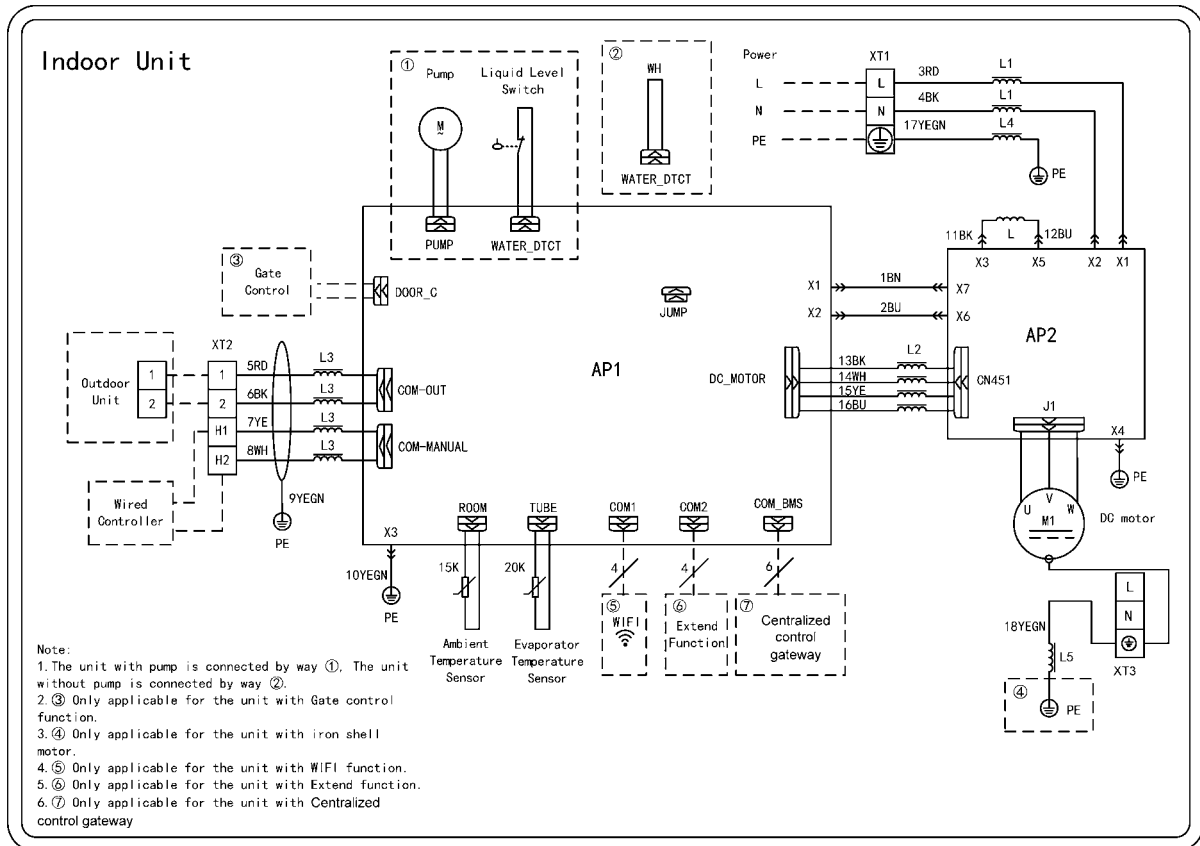 Indoor Unit
①
Pump
Liquid Level
Switch
M
~
PUMP
WATER_DTCT
②
WH
WATER_DTCT
Power
XT1
L
L
3RD
L1
N
N
4BK
L1
PE
17YEGN
L4
PE
11BK
L
12BU
X3
X5
X2
X1
③
Gate
Control
DOOR_C
JUMP
X1
1BN
X7
X2
2BU
X6
AP2
AP1
DC_MOTOR
13BK
L2
14WH
15YE
16BU
CN451
J1
X4
PE
Outdoor
Unit
1
2
XT2
1
2
H1
H2
5RD
L3
6BK
L3
7YE
L3
8WH
L3
COM-OUT
COM-MANUAL
Wired
Controller
9YEGN
PE
X3
10YEGN
PE
ROOM
TUBE
COM1
COM2
COM_BMS
15K
20K
4
4
6
Ambient
Temperature
Sensor
Evaporator
Temperature
Sensor
⑤
WIFI
⑥
Extend
Function
⑦
Centralized
control
gateway
U
V
W
M1
DC motor
L
N
XT3
18YEGN
L5
④
PE
Note:
1. The unit with pump is connected by way ①, The unit
without pump is connected by way ②.
2. ③ Only applicable for the unit with Gate control
function.
3. ④ Only applicable for the unit with iron shell
motor.
4. ⑤ Only applicable for the unit with WIFI function.
5. ⑥ Only applicable for the unit with Extend function.
6. ⑦ Only applicable for the unit with Centralized
control gateway